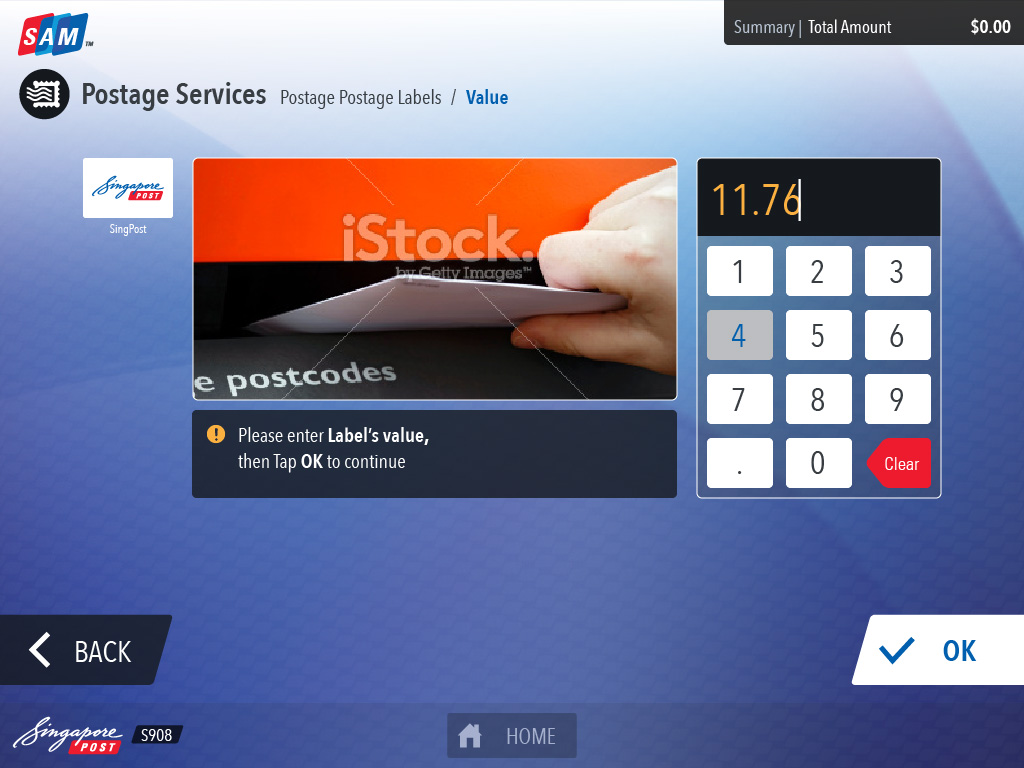 SAM™
Summary | Total Amount $0.00
Postage Services Postage Postage Labels / Value
Singapore
POST
SingPost
iStock.
by Getty Images™
e postcodes
Please enter Label's value,
then Tap OK to continue
11.76
1 2 3
4 5 6
7 8 9
. 0 Clear
BACK
OK
Singapore
POST
S908
HOME